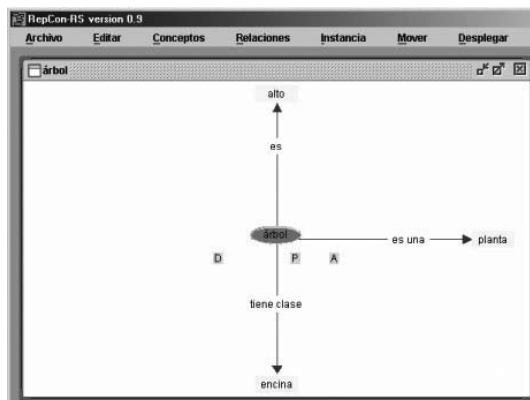 RepCon-RS version 0.9
Archivo Editar Conceptos Relaciones Instancia Mover Desplegar
árbol
alto
es
árbol
es una planta
D P A
tiene clase
encina